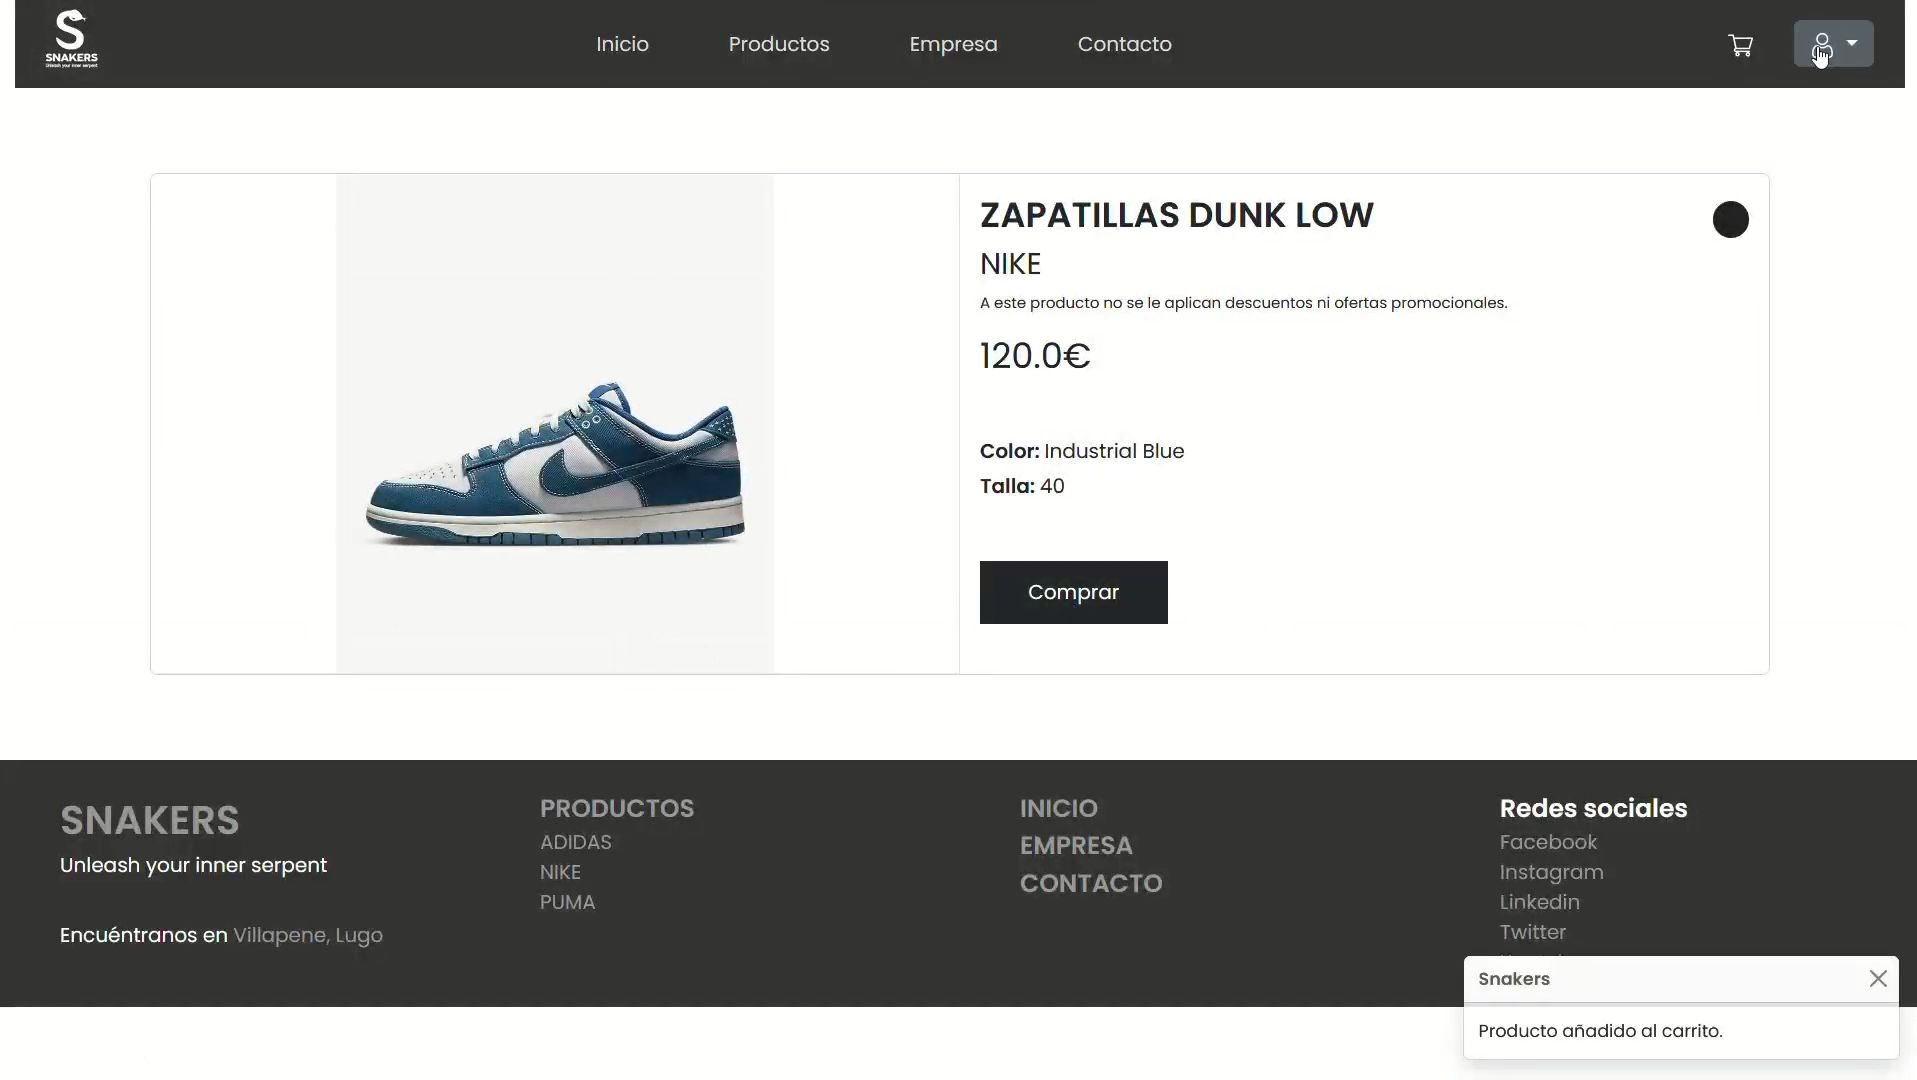 SNAKERS
Unleash your inner serpent
Inicio
Productos
Empresa
Contacto
ZAPATILLAS DUNK LOW
NIKE
A este producto no se le aplican descuentos ni ofertas promocionales.
120.0€
Color: Industrial Blue
Talla: 40
Comprar
SNAKERS
Unleash your inner serpent
Encuéntranos en Villapene, Lugo
PRODUCTOS
ADIDAS
NIKE
PUMA
INICIO
EMPRESA
CONTACTO
Redes sociales
Facebook
Instagram
Linkedin
Twitter
Snakers
Producto añadido al carrito.